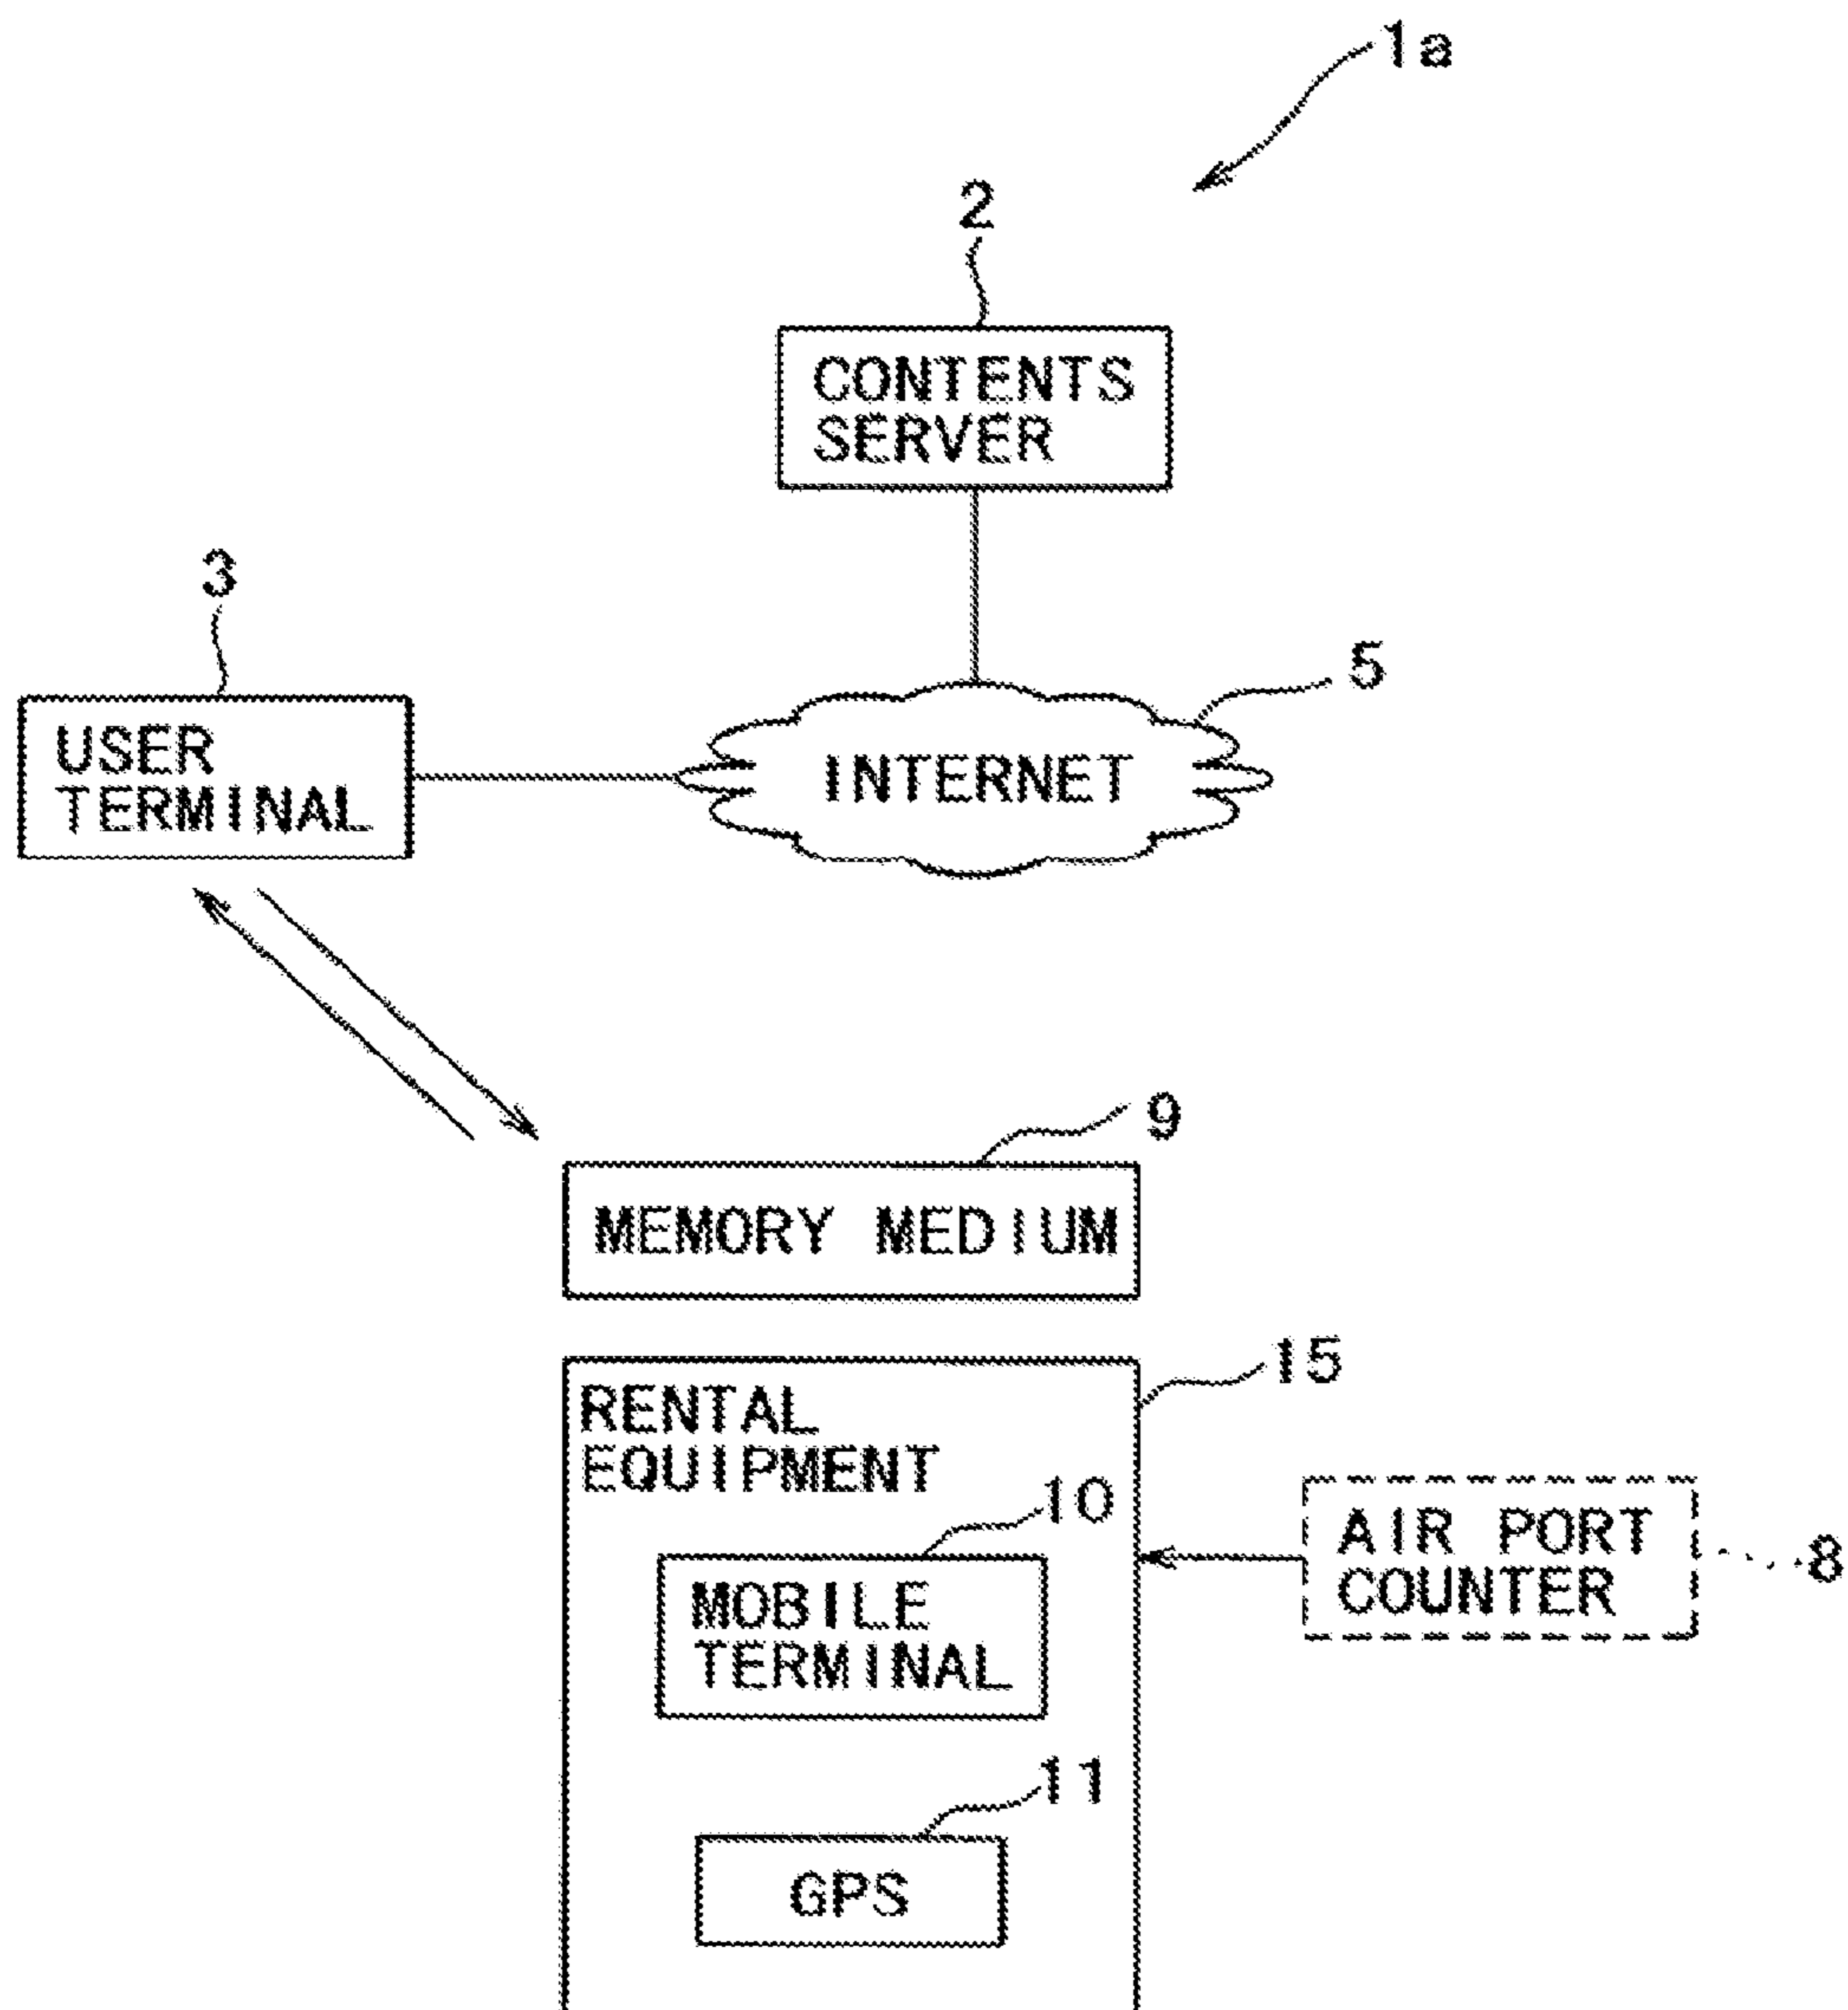 1a
2
CONTENTS
SERVER
3
USER
TERMINAL
5
INTERNET
9
MEMORY MEDIUM
15
RENTAL
EQUIPMENT
10
MOBILE
TERMINAL
AIR PORT
COUNTER
8
11
GPS